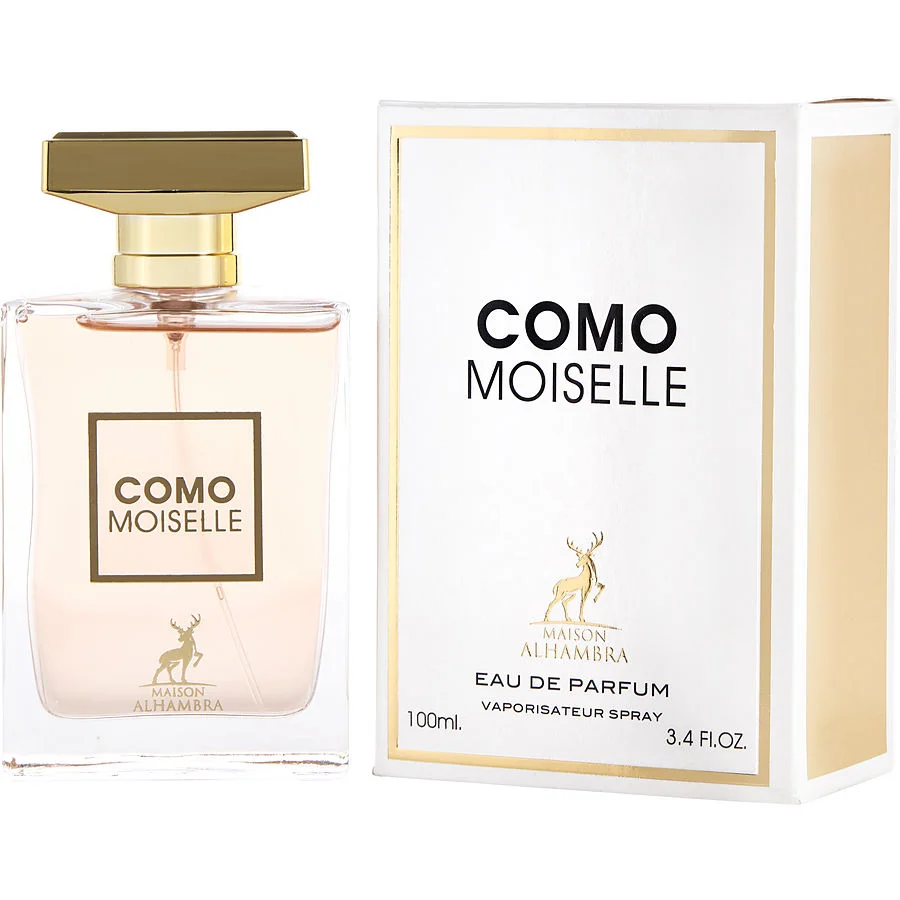 COMO
MOISELLE
MAISON
ALHAMBRA
COMO
MOISELLE
MAISON
ALHAMBRA
EAU DE PARFUM
VAPORISATEUR SPRAY
100ml.
3.4 Fl.OZ.